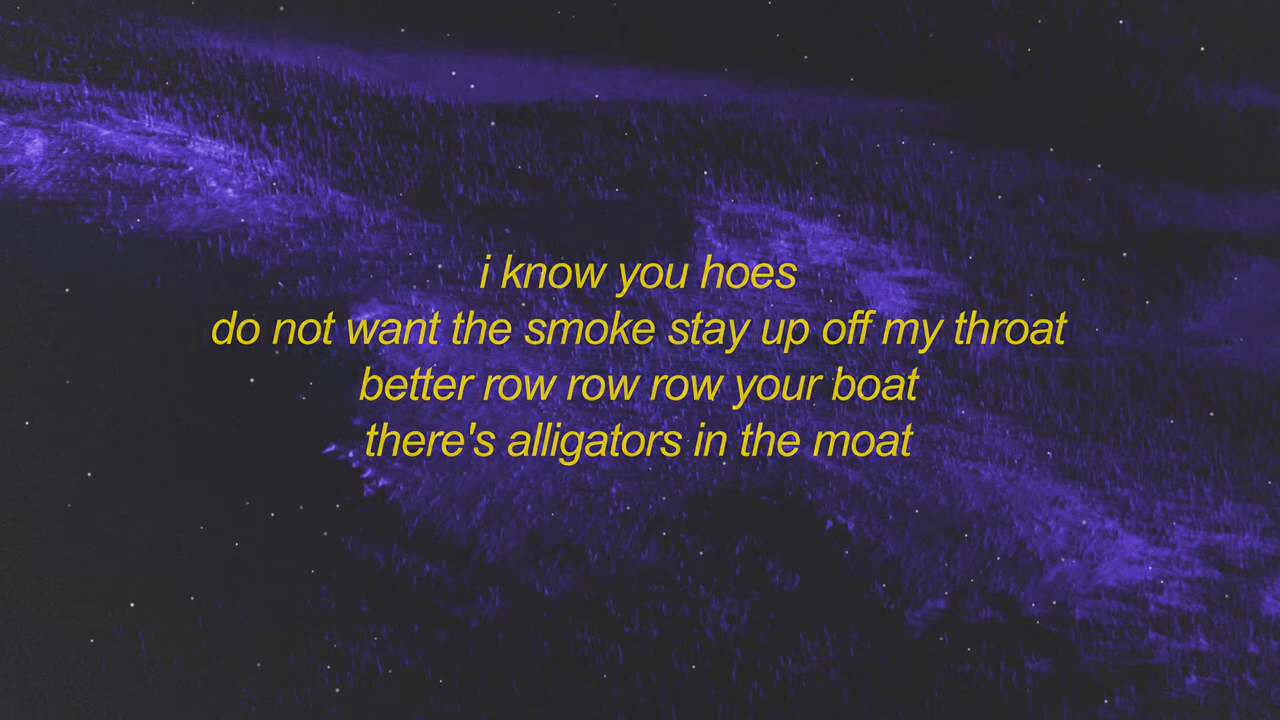 i know you hoes
do not want the smoke stay up off my throat
better row row row your boat
there's alligators in the moat